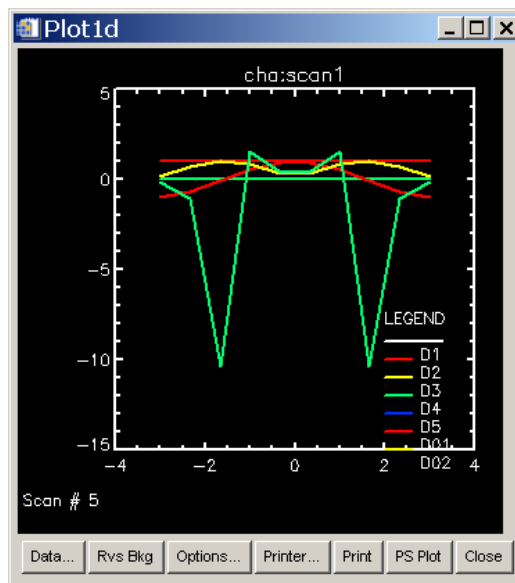 Plot1d
cha:scan1
5
0
-5
-10
-15
-4 -2 0 2 4
LEGEND
D1
D2
D3
D4
D5
D01
D02
Scan # 5
Data... Rvs Bkg Options... Printer... Print PS Plot Close